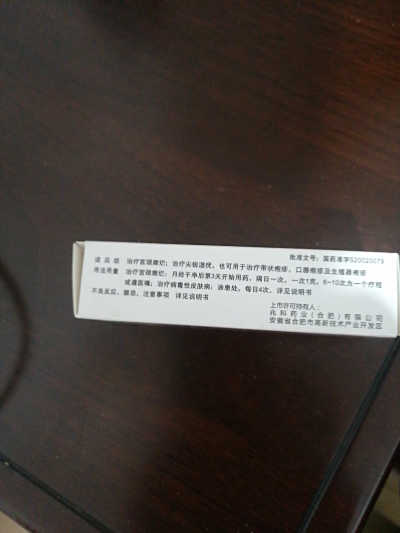 批准文号：国药准字S20020079
适应症 治疗宫颈糜烂；治疗尖锐湿疣，也可用于治疗带状疱疹、口唇疱疹及生殖器疱疹
用法用量 治疗宫颈糜烂：月经干净后第3天开始用药，隔日一次，一次1克，6~10次为一个疗程
或遵医嘱；治疗病毒性皮肤病：涂患处，每日4次，详见说明书
不良反应、禁忌、注意事项 详见说明书
上市许可持有人：
兆科药业（合肥）有限公司
安徽省合肥市高新技术产业开发区